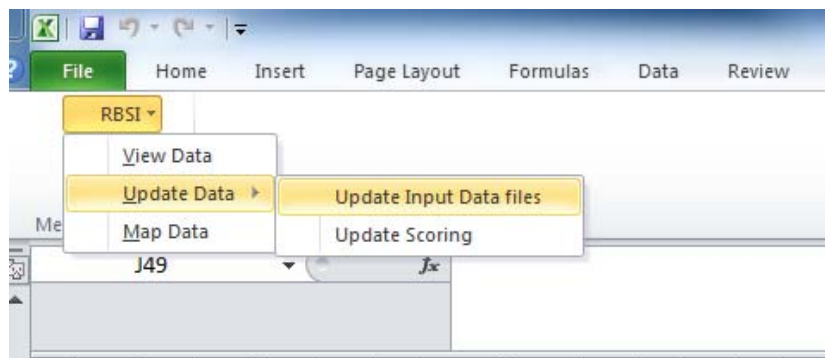 File Home Insert Page Layout Formulas Data Review
RBSI
View Data
Update Data Update Input Data files
Me
Map Data Update Scoring
J49 fx